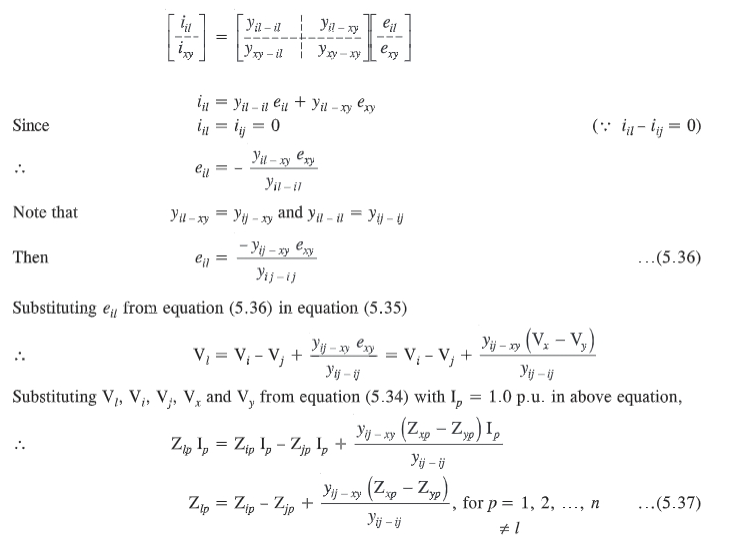 [i_il / i_xy] = [y_il–il ¦ y_il–xy / y_xy–il ¦ y_xy–xy] [e_il / e_xy]
i_il = y_il–il e_il + y_il–xy e_xy
Since i_il = i_ij = 0 (∵ i_il – i_ij = 0)
∴ e_il = – (y_il–xy e_xy) / (y_il–il)
Note that y_il–xy = y_ij–xy and y_il–il = y_ij–ij
Then e_il = (–y_ij–xy e_xy) / (y_ij–ij) ...(5.36)
Substituting e_il from equation (5.36) in equation (5.35)
∴ V_l = V_i – V_j + (y_ij–xy e_xy) / (y_ij–ij) = V_i – V_j + (y_ij–xy (V_x – V_y)) / (y_ij–ij)
Substituting V_l, V_i, V_j, V_x and V_y from equation (5.34) with I_p = 1.0 p.u. in above equation,
∴ Z_lp I_p = Z_ip I_p – Z_jp I_p + (y_ij–xy (Z_xp – Z_yp) I_p) / (y_ij–ij)
Z_lp = Z_ip – Z_jp + (y_ij–xy (Z_xp – Z_yp)) / (y_ij–ij), for p = 1, 2, ..., n ...(5.37)
≠ l